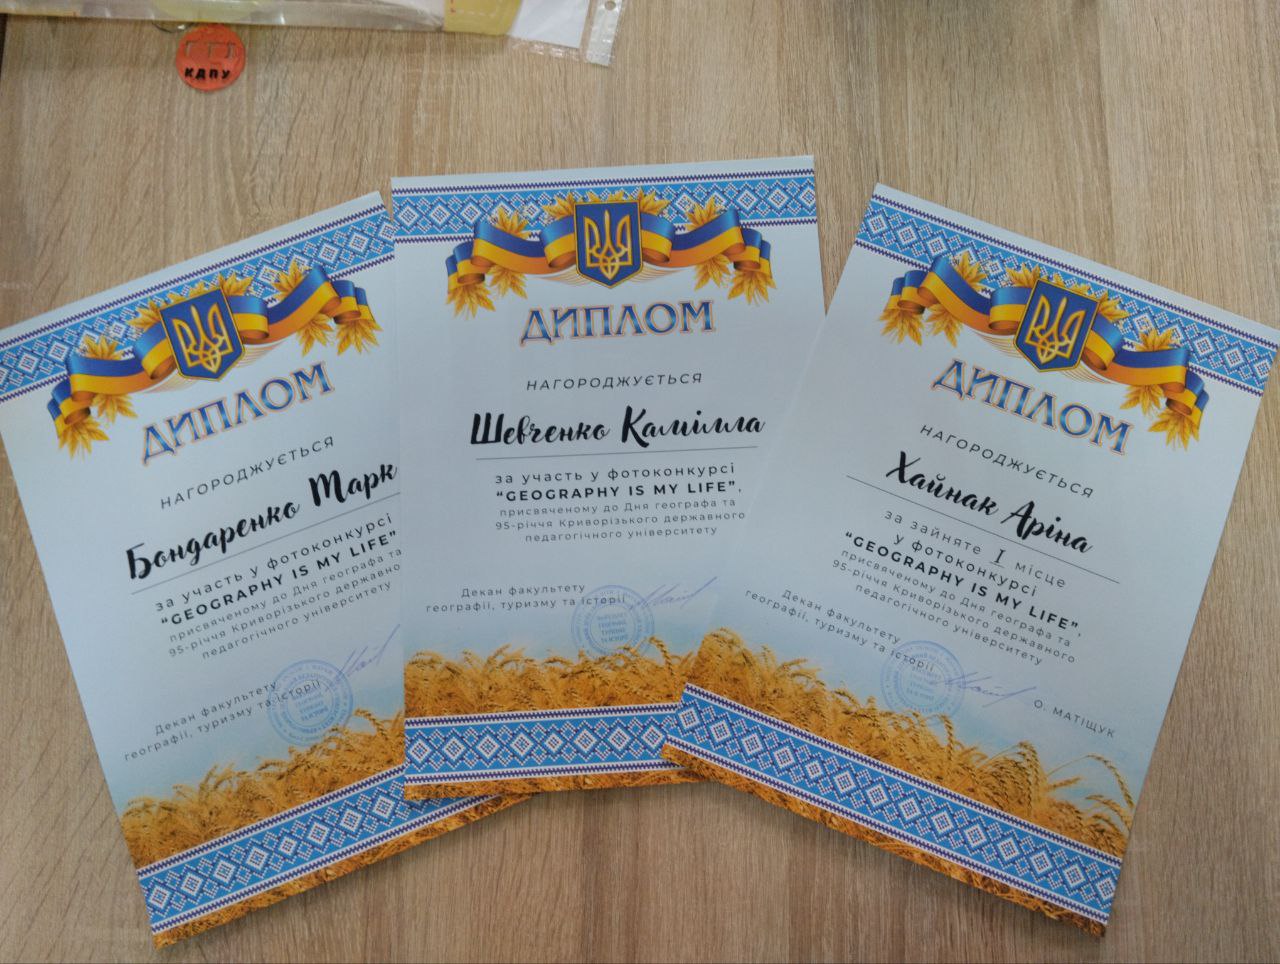 КДПУ
ДИПЛОМ
НАГОРОДЖУЄТЬСЯ
Бондаренко Марк
за участь у фотоконкурсі
“GEOGRAPHY IS MY LIFE”
присвяченому до Дня географа та
95-річчя Криворізького державно
педагогічного університету
Декан факультету
географії, туризму та історії
ДИПЛОМ
НАГОРОДЖУЄТЬСЯ
Шевченко Камілла
за участь у фотоконкурсі
“GEOGRAPHY IS MY LIFE”,
присвяченому до Дня географа та
95-річчя Криворізького державного
педагогічного університету
Декан факультету
географії, туризму та історії
ДИПЛОМ
НАГОРОДЖУЄТЬСЯ
Хайнак Аріна
за зайняте I місце
у фотоконкурсі
“GEOGRAPHY IS MY LIFE”,
присвяченому до Дня географа та
95-річчя Криворізького державного
педагогічного університету
Декан факультету
географії, туризму та історії
О. МАТІЩУК